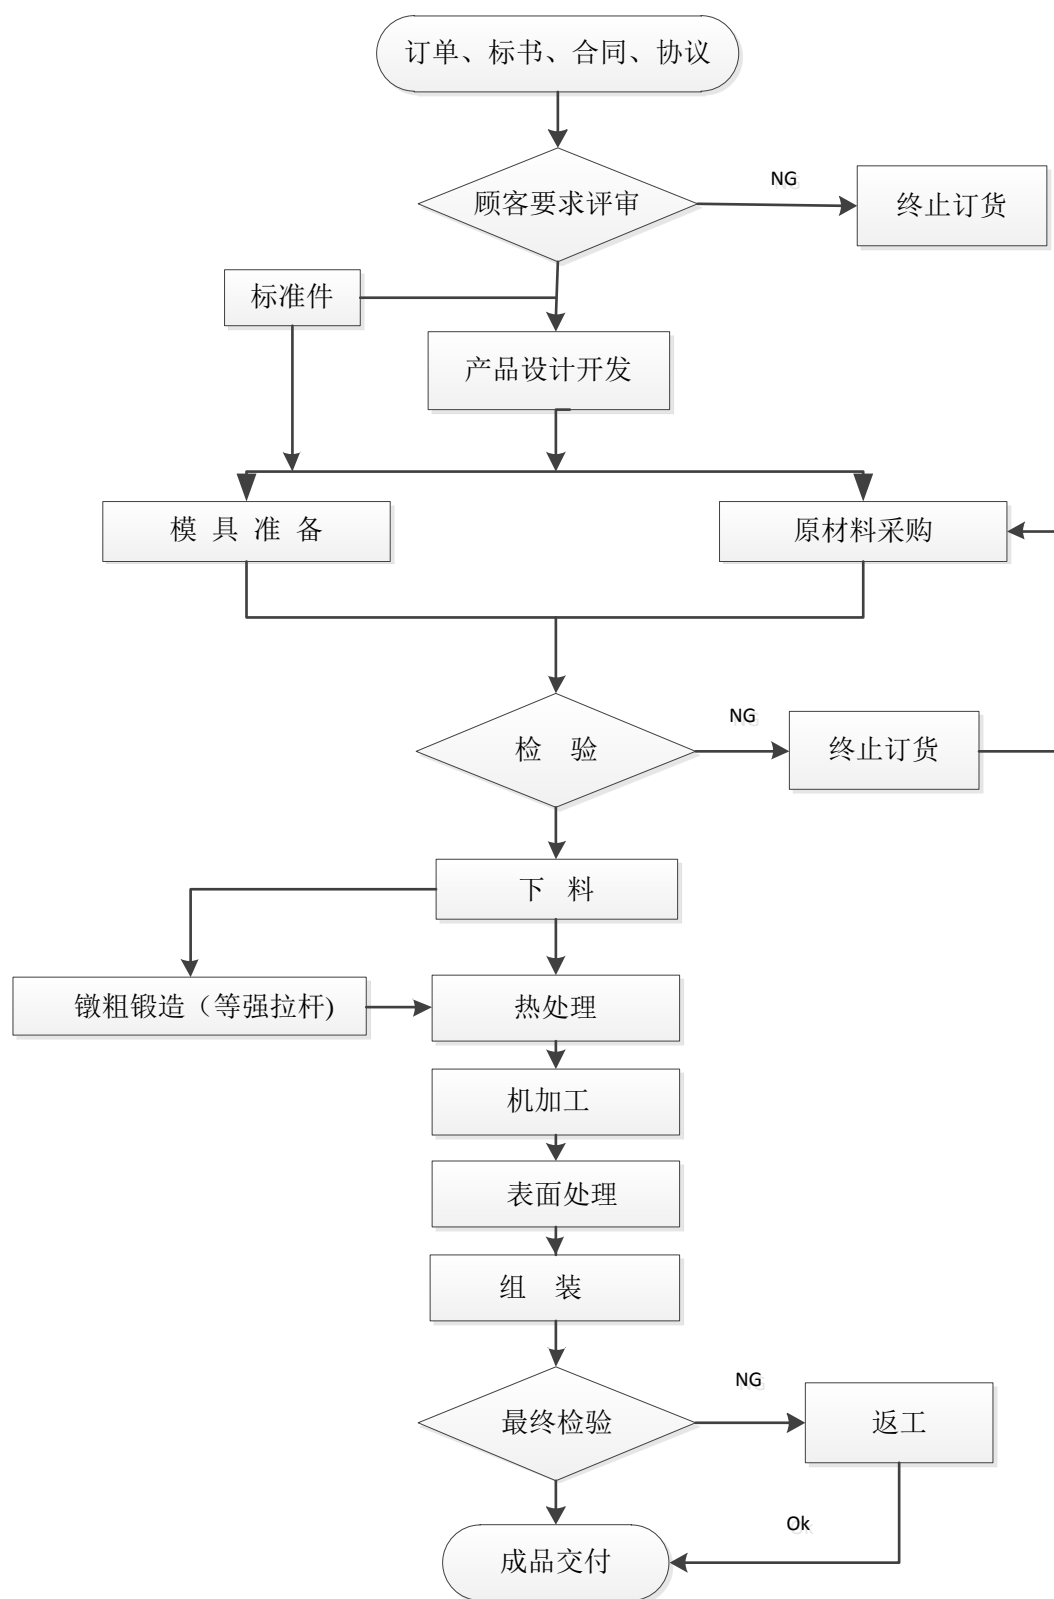 订单、标书、合同、协议
顾客要求评审
NG
终止订货
标准件
产品设计开发
模 具 准 备
原材料采购
检 验
NG
终止订货
下 料
镦粗锻造（等强拉杆)
热处理
机加工
表面处理
组 装
最终检验
NG
返工
Ok
成品交付